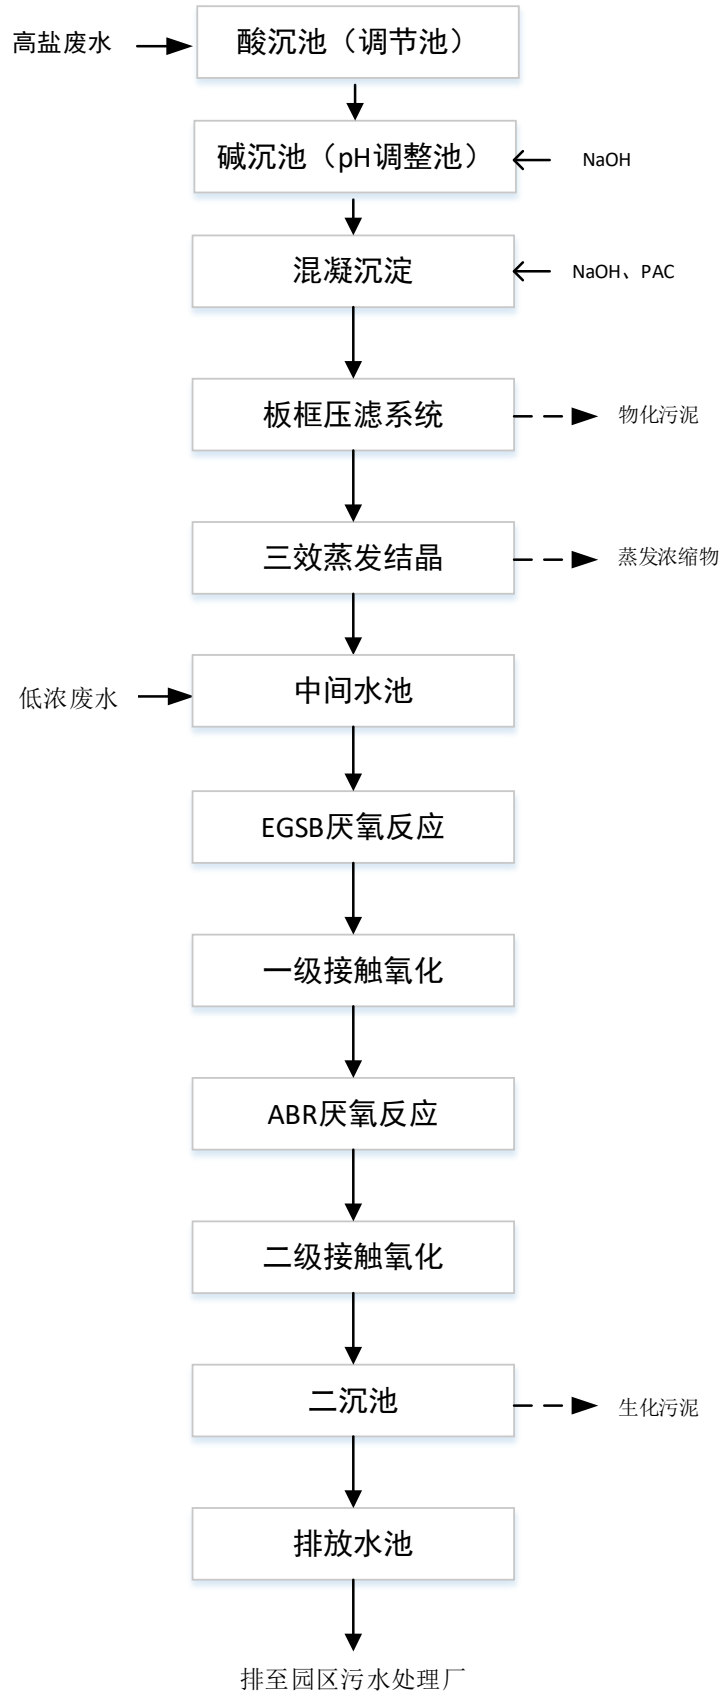 高盐废水
酸沉池（调节池）
碱沉池（pH调整池）
NaOH
混凝沉淀
NaOH、PAC
板框压滤系统
物化污泥
三效蒸发结晶
蒸发浓缩物
低浓废水
中间水池
EGSB厌氧反应
一级接触氧化
ABR厌氧反应
二级接触氧化
二沉池
生化污泥
排放水池
排至园区污水处理厂